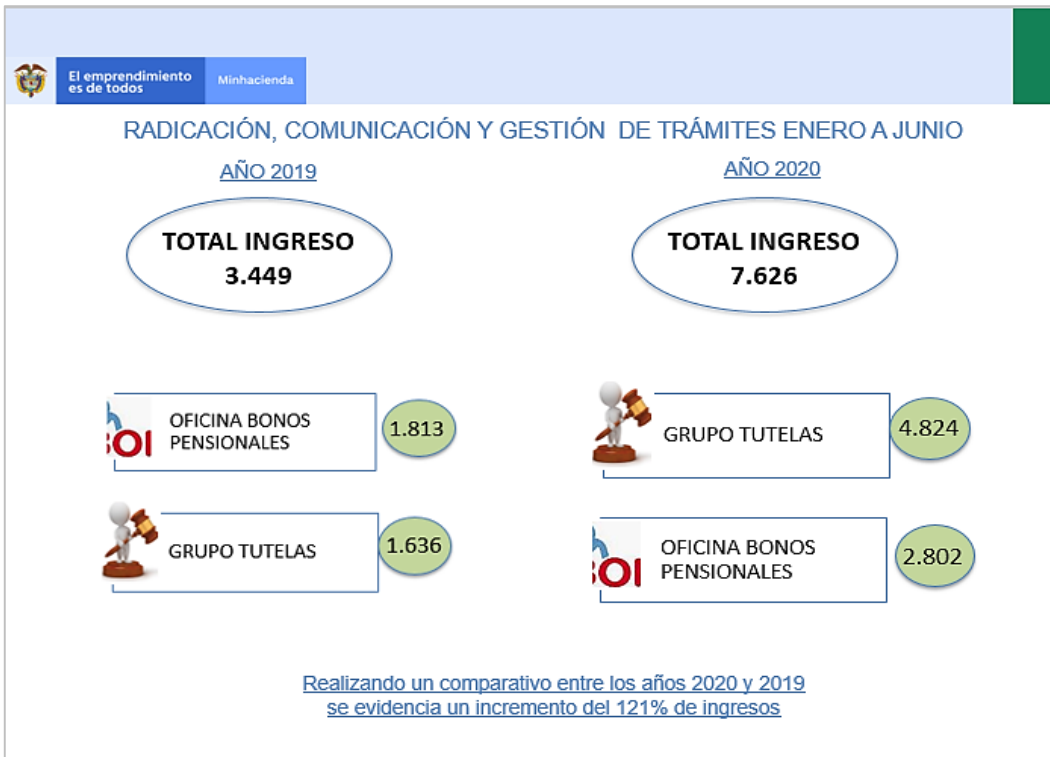 El emprendimiento
es de todos
Minhacienda
RADICACIÓN, COMUNICACIÓN Y GESTIÓN DE TRÁMITES ENERO A JUNIO
AÑO 2019
AÑO 2020
TOTAL INGRESO
3.449
TOTAL INGRESO
7.626
OFICINA BONOS
PENSIONALES
1.813
GRUPO TUTELAS
4.824
GRUPO TUTELAS
1.636
OFICINA BONOS
PENSIONALES
2.802
Realizando un comparativo entre los años 2020 y 2019
se evidencia un incremento del 121% de ingresos